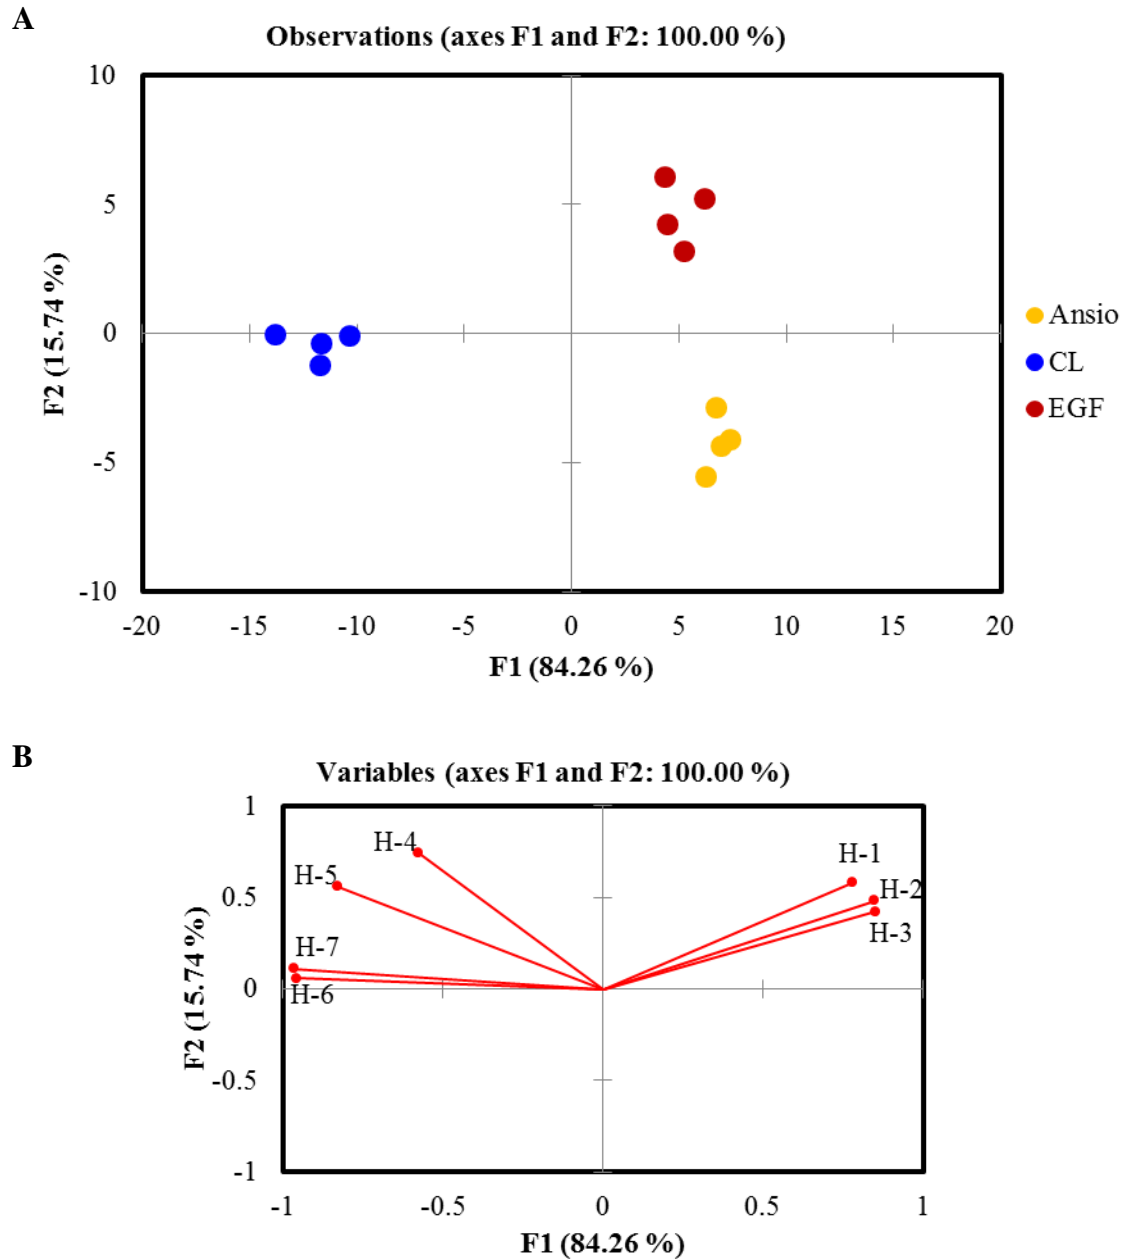 A
Observations (axes F1 and F2: 100.00 %)
10
5
0
-5
-10
F2 (15.74 %)
-20 -15 -10 -5 0 5 10 15 20
F1 (84.26 %)
Ansio
CL
EGF
B
Variables (axes F1 and F2: 100.00 %)
1
0.5
0
-0.5
-1
F2 (15.74 %)
H-4
H-5
H-7
H-6
H-1
H-2
H-3
-1 -0.5 0 0.5 1
F1 (84.26 %)